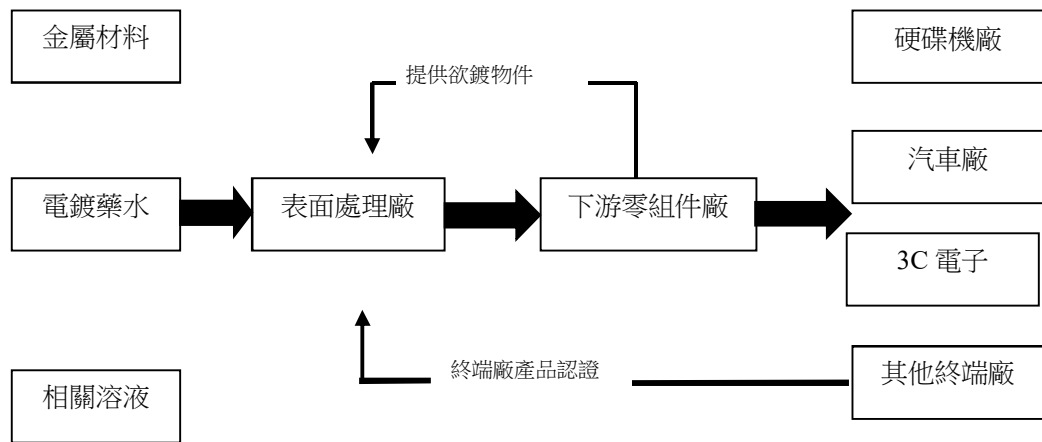 金屬材料
硬碟機廠
提供欲鍍物件
汽車廠
電鍍藥水
表面處理廠
下游零組件廠
3C 電子
終端廠產品認證
其他終端廠
相關溶液